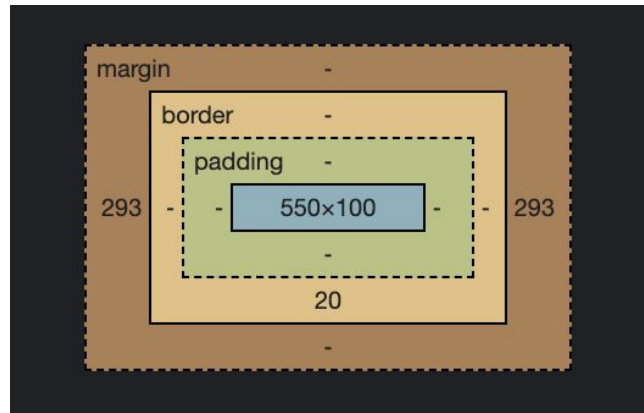 margin -
border -
padding -
293 - - 550×100 - - 293
-
20
-